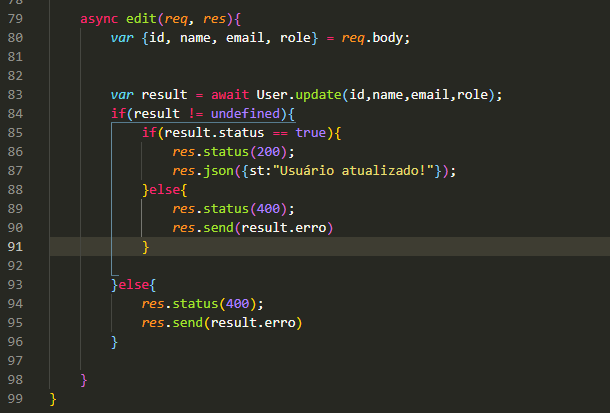 78
79 async edit(req, res){
80 var {id, name, email, role} = req.body;
81
82
83 var result = await User.update(id,name,email,role);
84 if(result != undefined){
85 if(result.status == true){
86 res.status(200);
87 res.json({st:"Usuário atualizado!"});
88 }else{
89 res.status(400);
90 res.send(result.erro)
91 }
92
93 }else{
94 res.status(400);
95 res.send(result.erro)
96 }
97
98 }
99 }